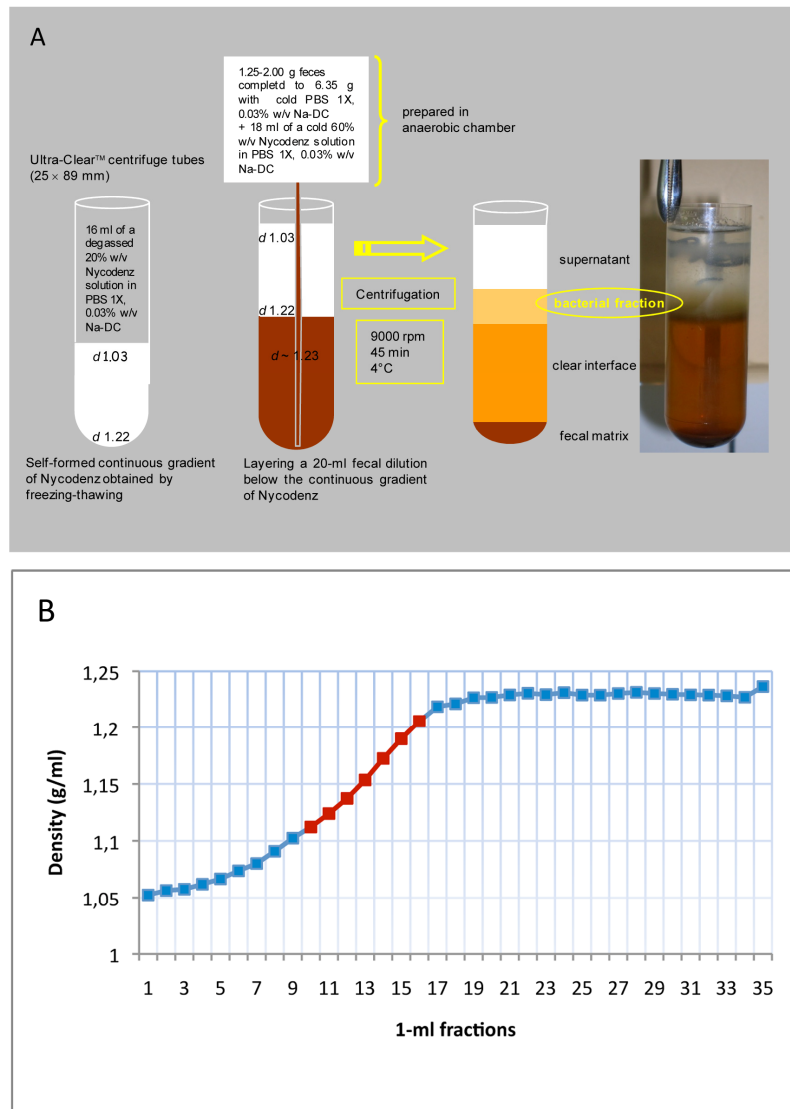 A
1.25-2.00 g feces
completd to 6.35 g
with cold PBS 1X,
0.03% w/v Na-DC
+ 18 ml of a cold 60%
w/v Nycodenz solution
in PBS 1X, 0.03% w/v
Na-DC
prepared in
anaerobic chamber
Ultra-Clear™ centrifuge tubes
(25 × 89 mm)
16 ml of a
degassed
20% w/v
Nycodenz
solution in
PBS 1X,
0.03% w/v
Na-DC
d 1.03
d 1.22
Self-formed continuous gradient
of Nycodenz obtained by
freezing-thawing
d 1.03
d 1.22
d ~ 1.23
Layering a 20-ml fecal dilution
below the continuous gradient
of Nycodenz
Centrifugation
9000 rpm
45 min
4°C
supernatant
bacterial fraction
clear interface
fecal matrix
B
Density (g/ml)
1,25
1,2
1,15
1,1
1,05
1
1 3 5 7 9 11 13 15 17 19 21 23 25 27 29 31 33 35
1-ml fractions